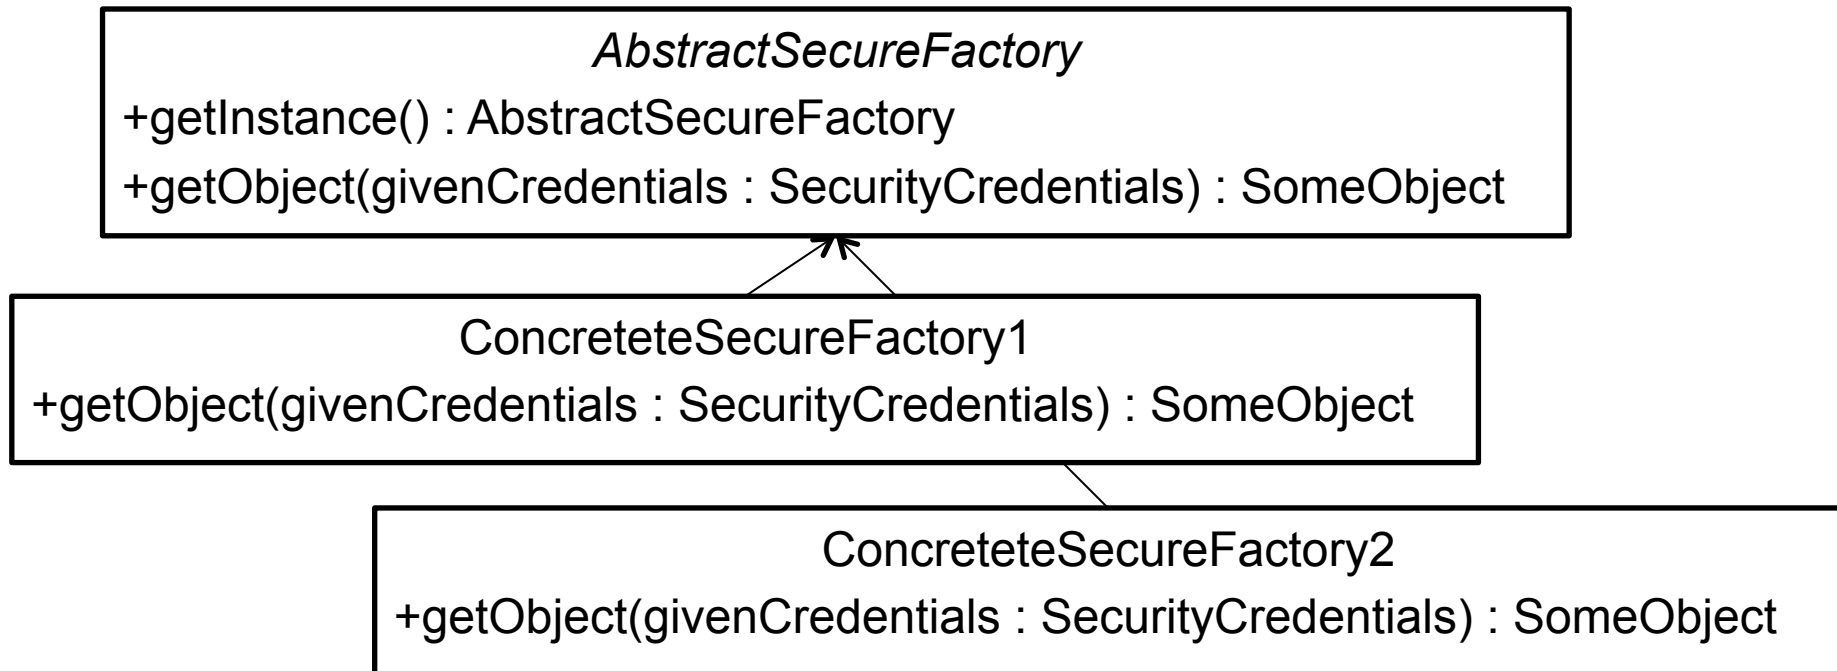 AbstractSecureFactory
+getInstance() : AbstractSecureFactory
+getObject(givenCredentials : SecurityCredentials) : SomeObject
ConcreteteSecureFactory1
+getObject(givenCredentials : SecurityCredentials) : SomeObject
ConcreteteSecureFactory2
+getObject(givenCredentials : SecurityCredentials) : SomeObject